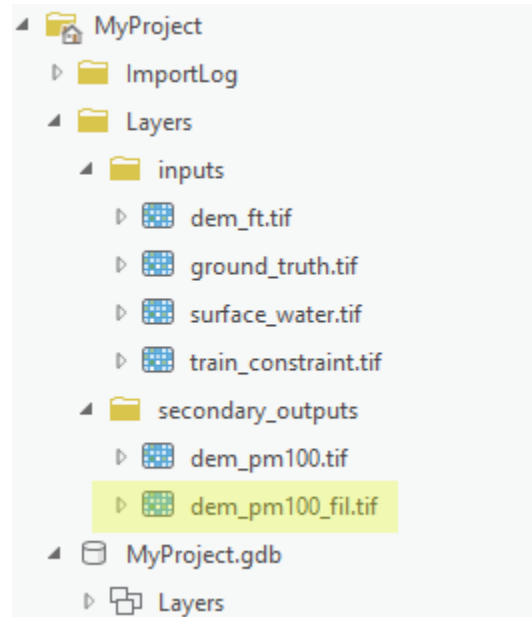 MyProject
ImportLog
Layers
inputs
dem_ft.tif
ground_truth.tif
surface_water.tif
train_constraint.tif
secondary_outputs
dem_pm100.tif
dem_pm100_fil.tif
MyProject.gdb
Layers